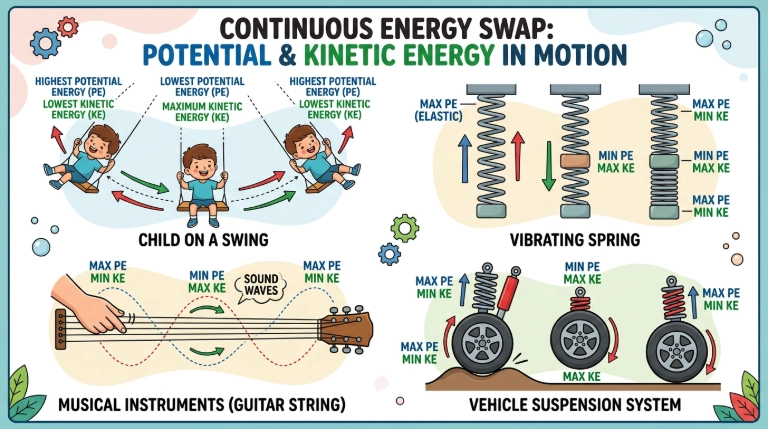 CONTINUOUS ENERGY SWAP:
POTENTIAL & KINETIC ENERGY IN MOTION
HIGHEST POTENTIAL
ENERGY (PE)
LOWEST KINETIC
ENERGY (KE)
LOWEST POTENTIAL
ENERGY (PE)
MAXIMUM KINETIC
ENERGY (KE)
HIGHEST POTENTIAL
ENERGY (PE)
LOWEST KINETIC
ENERGY (KE)
CHILD ON A SWING
MAX PE
(ELASTIC)
MIN PE
MAX KE
MAX PE
MIN KE
MIN PE
MAX KE
MAX PE
MIN KE
VIBRATING SPRING
MAX PE
MIN KE
MIN PE
MAX KE
SOUND
WAVES
MAX PE
MIN KE
MUSICAL INSTRUMENTS (GUITAR STRING)
MAX PE
MIN KE
MAX PE
MIN KE
MIN PE
MAX KE
MAX KE
MAX PE
MIN KE
VEHICLE SUSPENSION SYSTEM